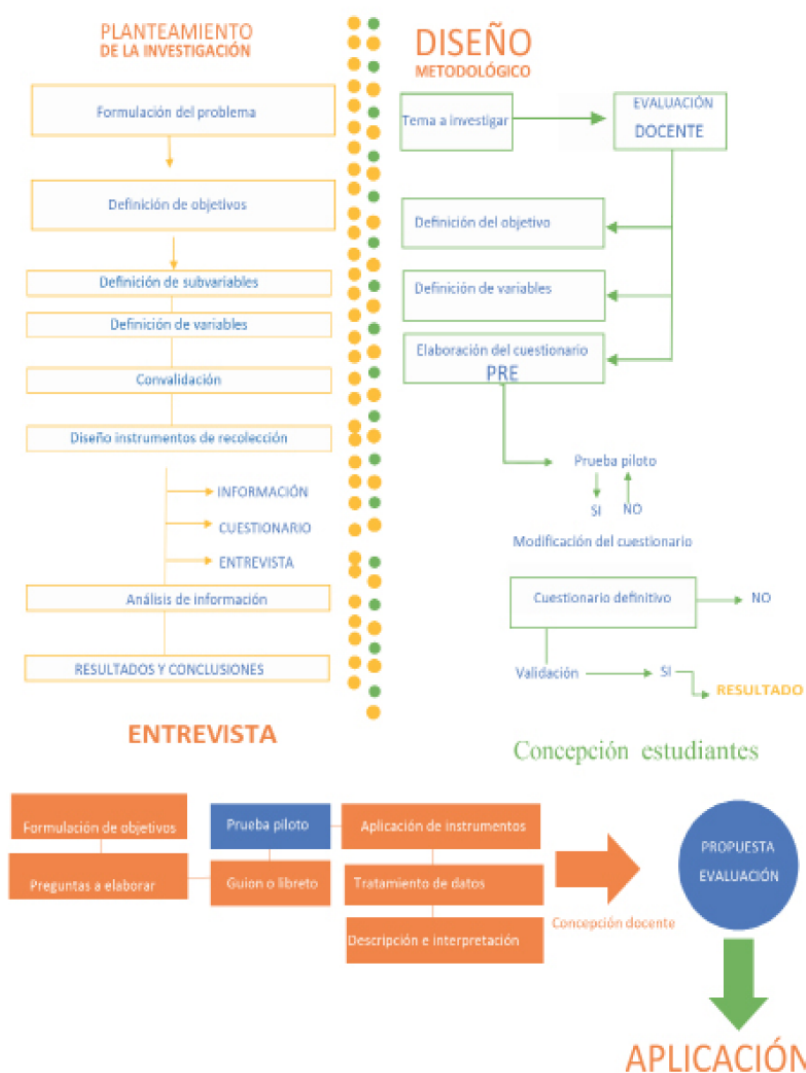 PLANTEAMIENTO
DE LA INVESTIGACIÓN
Formulación del problema
Definición de objetivos
Definición de subvariables
Definición de variables
Convalidación
Diseño instrumentos de recolección
INFORMACIÓN
CUESTIONARIO
ENTREVISTA
Análisis de información
RESULTADOS Y CONCLUSIONES
DISEÑO
METODOLÓGICO
Tema a investigar
EVALUACIÓN
DOCENTE
Definición del objetivo
Definición de variables
Elaboración del cuestionario
PRE
Prueba piloto
SI NO
Modificación del cuestionario
Cuestionario definitivo
NO
Validación
SI
RESULTADO
ENTREVISTA
Concepción estudiantes
Formulación de objetivos
Preguntas a elaborar
Prueba piloto
Guion o libreto
Aplicación de instrumentos
Tratamiento de datos
Descripción e interpretación
Concepción docente
PROPUESTA
EVALUACIÓN
APLICACIÓN